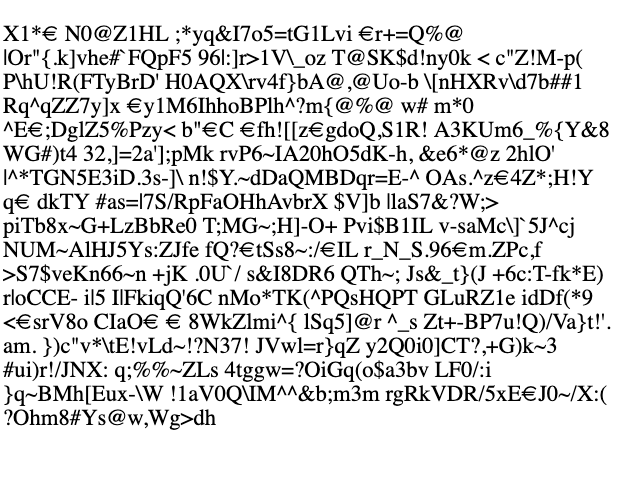 X1*€ N0@Z1HL ;*yq&I7o5=tG1Lvi €r+=Q%@
|Or"{.k]vhe#`FQpF5 96|:]r>1V\_oz T@SK$d!ny0k < c"Z!M-p(
P\hU!R(FTyBrD' H0AQX\rv4f}bA@,@Uo-b \[nHXRv\d7b##1
Rq^qZZ7y]x €y1M6IhhoBPlh^?m{@%@ w# m*0
^E€;DglZ5%Pzy< b"€C €fh![[z€gdoQ,S1R! A3KUm6_%{Y&8
WG#)t4 32,]=2a'];pMk rvP6~IA20hO5dK-h, &e6*@z 2hlO'
|^*TGN5E3iD.3s-]\ n!$Y.~dDaQMBDqr=E-^ OAs.^z€4Z*;H!Y
q€ dkTY #as=|7S/RpFaOHhAvbrX $V]b |laS7&?W;>
piTb8x~G+LzBbRe0 T;MG~;H]-O+ Pvi$B1IL v-saMc\]`5J^cj
NUM~AlHJ5Ys:ZJfe fQ?€tSs8~:/€IL r_N_S.96€m.ZPc,f
>S7$veKn66~n +jK .0U`/ s&I8DR6 QTh~; Js&_t}(J +6c:T-fk*E)
r|oCCE- i|5 I|FkiqQ'6C nMo*TK(^PQsHQPT GLuRZ1e idDf(*9
<€srV8o CIaO€ € 8WkZlmi^{ lSq5]@r ^_s Zt+-BP7u!Q)/Va}t!'.
am. })c"v*\tE!vLd~!?N37! JVwl=r}qZ y2Q0i0]CT?,+G)k~3
#ui)r!/JNX: q;%%~ZLs 4tggw=?OiGq(o$a3bv LF0/:i
}q~BMh[Eux-\W !1aV0Q\IM^^&b;m3m rgRkVDR/5xE€J0~/X:(
?Ohm8#Ys@w,Wg>dh